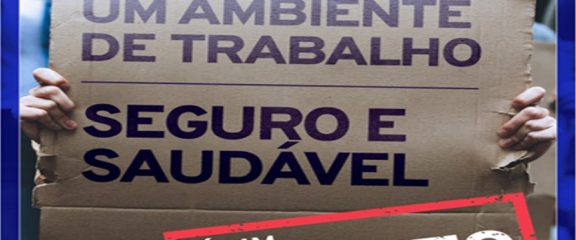 UM AMBIENTE
DE TRABALHO
SEGURO E
SAUDÁVEL